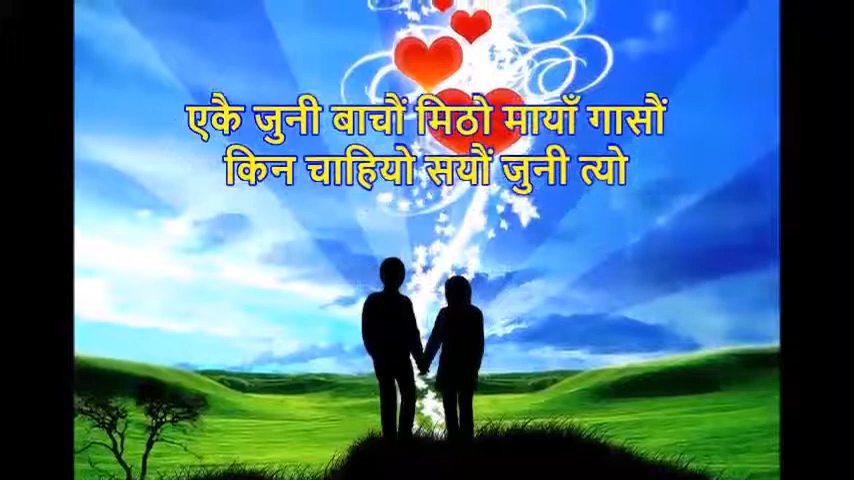 एकै जुनी बाचौं मिठो मायाँ गासौं
किन चाहियो सयौं जुनी त्यो